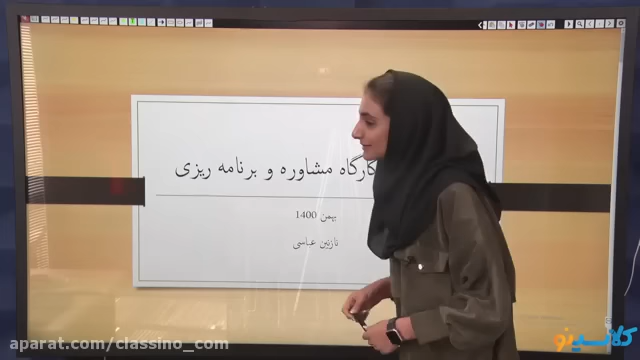 کارگاه مشاوره و برنامه ریزی
بهمن 1400
نازنین عباسی
کلاسینو
aparat.com/classino_com